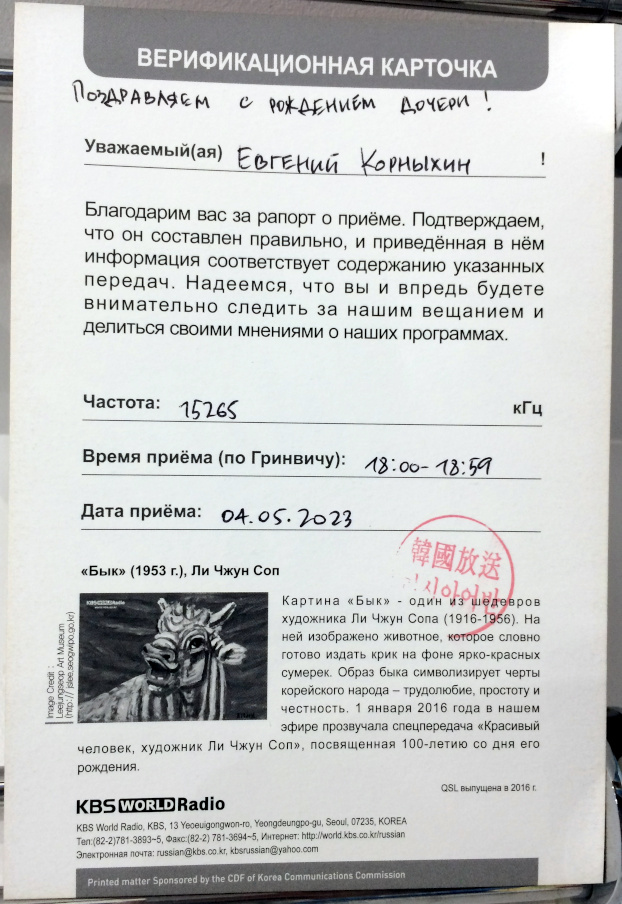 ВЕРИФИКАЦИОННАЯ КАРТОЧКА
Поздравляем с рождением дочери!
Уважаемый(ая) Евгений Корныхин !
Благодарим вас за рапорт о приёме. Подтверждаем,
что он составлен правильно, и приведённая в нём
информация соответствует содержанию указанных
передач. Надеемся, что вы и впредь будете
внимательно следить за нашим вещанием и
делиться своими мнениями о наших программах.
Частота: 15265 кГц
Время приёма (по Гринвичу): 18:00-18:59
Дата приёма: 04.05.2023
韓國放送
«Бык» (1953 г.), Ли Чжун Соп
KBS WORLD Radio
Image Credit :
Leejungseop Art Museum
(http:// jslee.seogwipo.go.kr)
Картина «Бык» - один из шедевров
художника Ли Чжун Сопа (1916-1956). На
ней изображено животное, которое словно
готово издать крик на фоне ярко-красных
сумерек. Образ быка символизирует черты
корейского народа – трудолюбие, простоту и
честность. 1 января 2016 года в нашем
эфире прозвучала спецпередача «Красивый
человек, художник Ли Чжун Соп», посвященная 100-летию со дня его
рождения.
QSL выпущена в 2016 г.
KBS WORLD Radio
KBS World Radio, KBS, 13 Yeoeuigongwon-ro, Yeongdeungpo-gu, Seoul, 07235, KOREA
Тел:(82-2)781-3893~5, Факс:(82-2) 781-3694~5, Интернет: http://world.kbs.co.kr/russian
Электронная почта: russian@kbs.co.kr, kbsrussian@yahoo.com
Printed matter Sponsored by the CDF of Korea Communications Commission